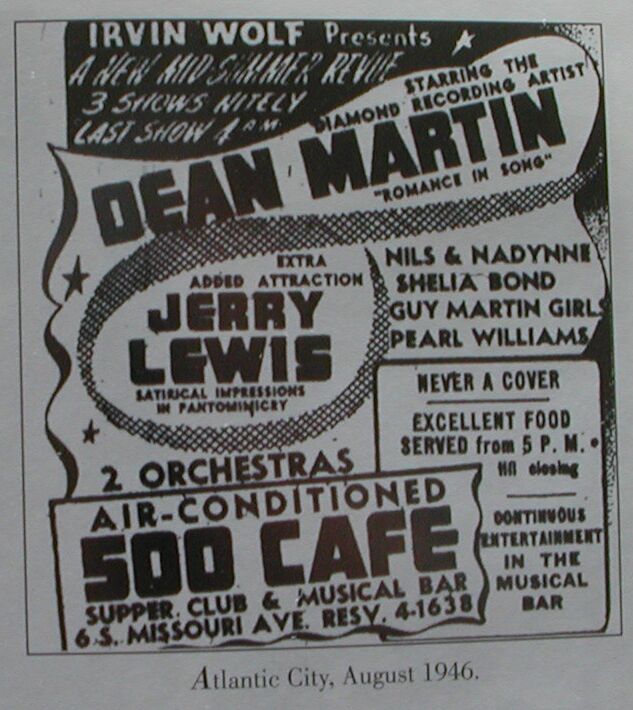 IRVIN WOLF Presents
A NEW MID-SUMMER REVUE
3 SHOWS NITELY
LAST SHOW 4 A M
STARRING THE
DIAMOND RECORDING ARTIST
DEAN MARTIN
"ROMANCE IN SONG"
EXTRA
ADDED ATTRACTION
JERRY
LEWIS
SATIRICAL IMPRESSIONS
IN PANTOMIMICRY
NILS & NADYNNE
SHELIA BOND
GUY MARTIN GIRLS
PEARL WILLIAMS
NEVER A COVER
EXCELLENT FOOD
SERVED from 5 P. M.
till closing
CONTINUOUS
ENTERTAINMENT
IN THE
MUSICAL
BAR
2 ORCHESTRAS
AIR-CONDITIONED
500 CAFE
SUPPER CLUB & MUSICAL BAR
6 S. MISSOURI AVE. RESV. 4-1638
Atlantic City, August 1946.